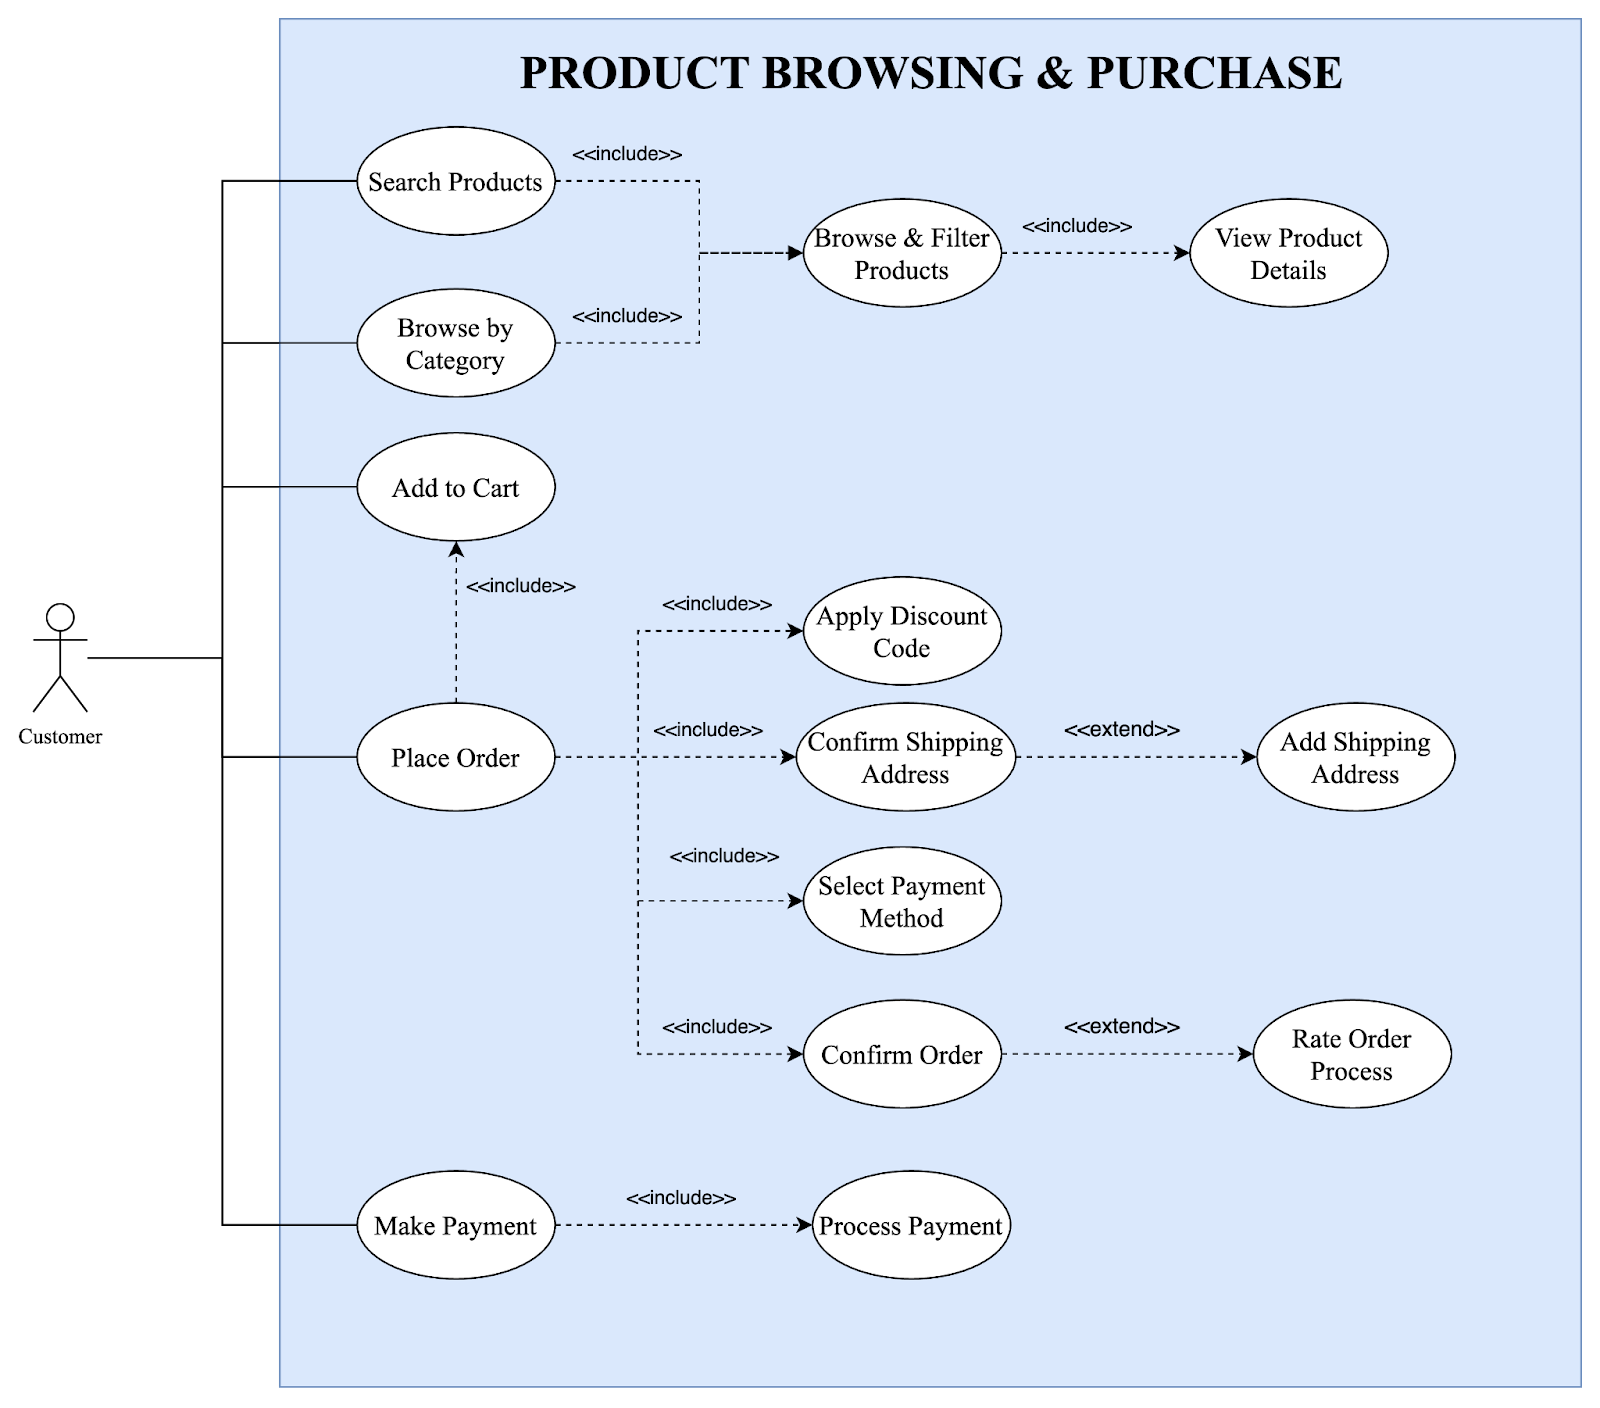 PRODUCT BROWSING & PURCHASE
Search Products
<<include>>
Browse & Filter
Products
<<include>>
View Product
Details
Browse by
Category
<<include>>
Add to Cart
<<include>>
Customer
Place Order
<<include>>
Apply Discount
Code
<<include>>
Confirm Shipping
Address
<<extend>>
Add Shipping
Address
<<include>>
Select Payment
Method
<<include>>
Confirm Order
<<extend>>
Rate Order
Process
Make Payment
<<include>>
Process Payment